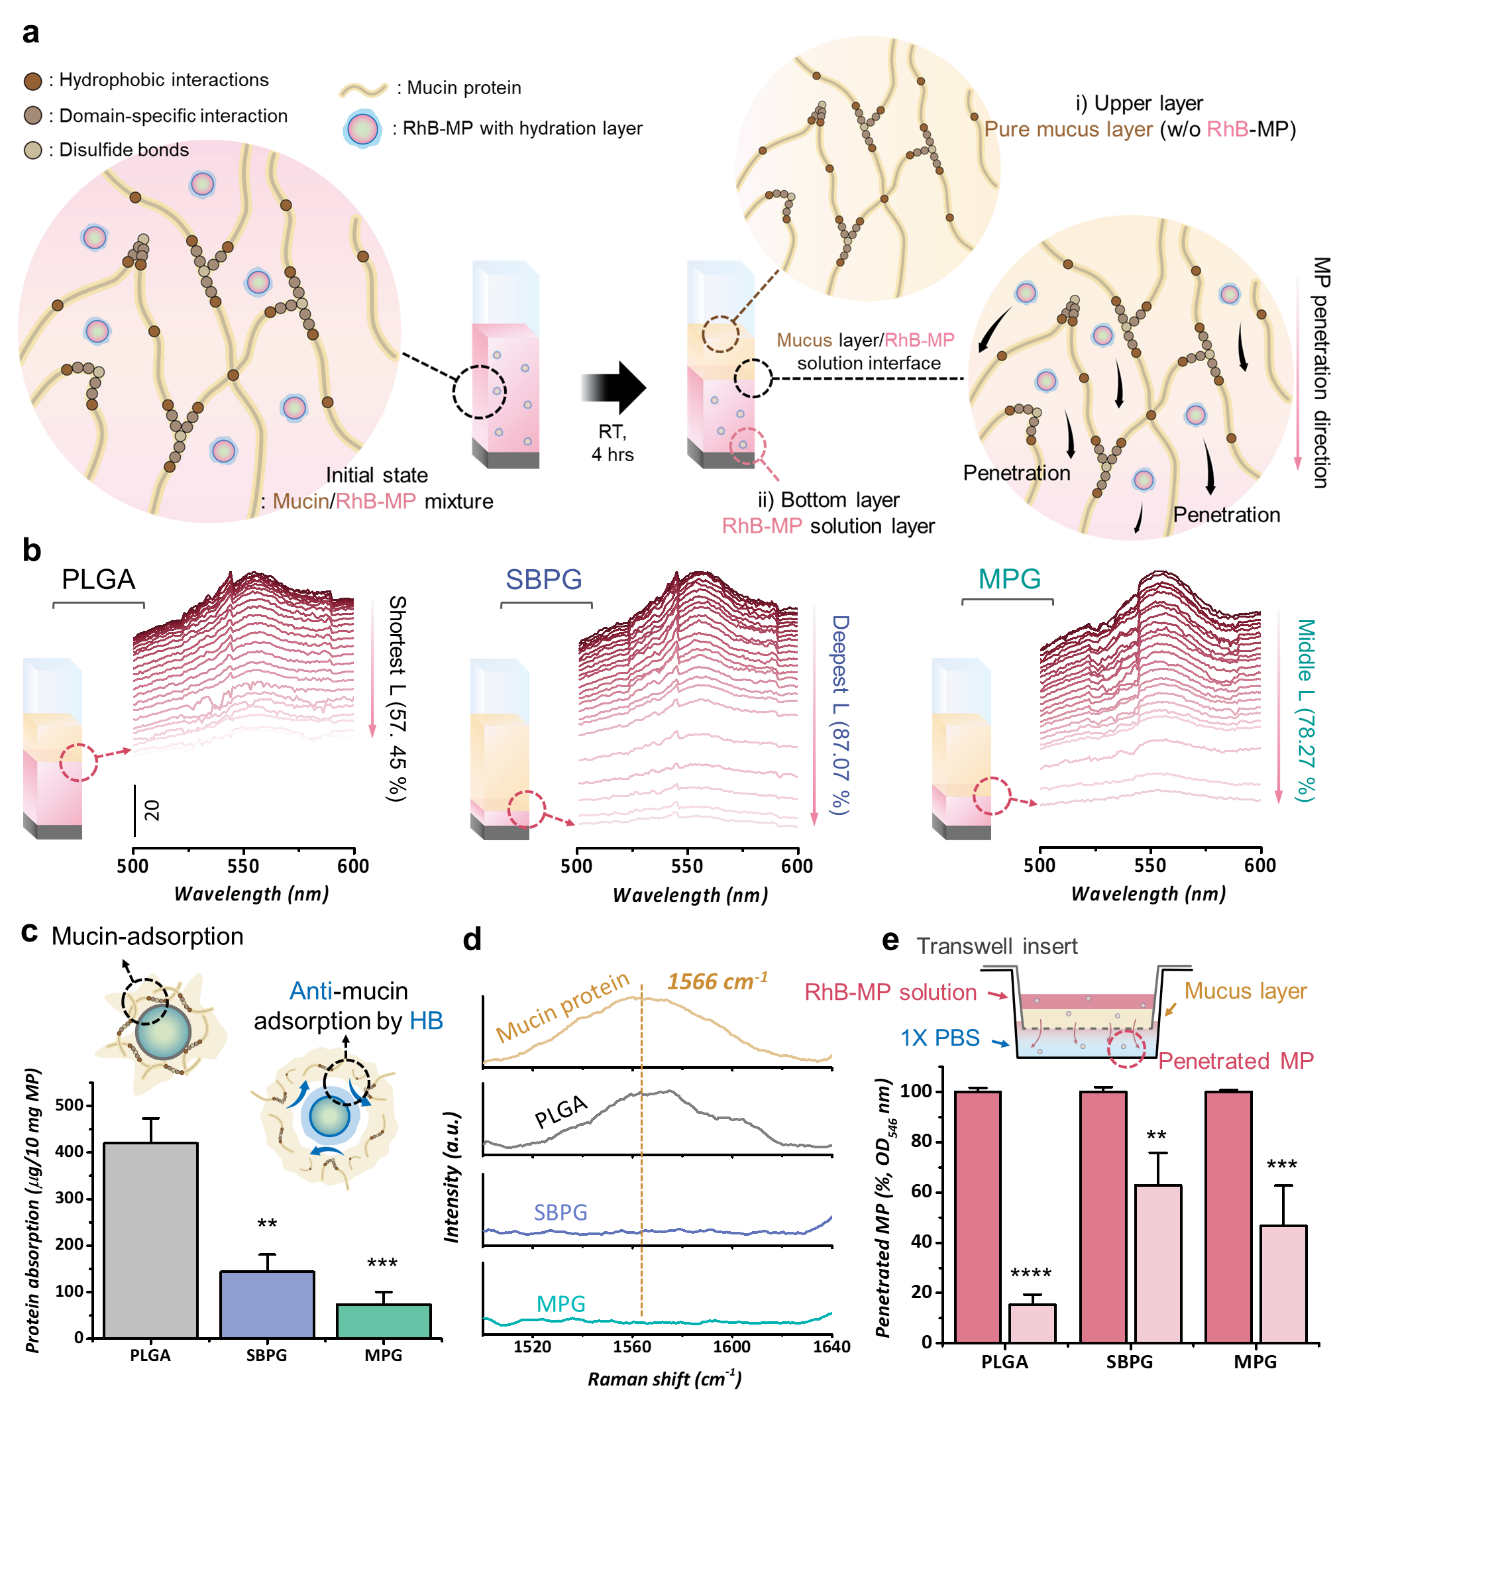 a
: Hydrophobic interactions
: Domain-specific interaction
: Disulfide bonds
: Mucin protein
: RhB-MP with hydration layer
i) Upper layer
Pure mucus layer (w/o RhB-MP)
Mucus layer/RhB-MP
solution interface
MP penetration direction
RT,
4 hrs
Initial state
: Mucin/RhB-MP mixture
ii) Bottom layer
RhB-MP solution layer
Penetration
Penetration
b
PLGA
Shortest L (57. 45 %)
20
500 550 600
Wavelength (nm)
SBPG
Deepest L (87.07 %)
500 550 600
Wavelength (nm)
MPG
Middle L (78.27 %)
500 550 600
Wavelength (nm)
c
Mucin-adsorption
Anti-mucin
adsorption by HB
Protein absorption (μg/10 mg MP)
500
400
300
200
100
0
**
***
PLGA SBPG MPG
d
Mucin protein
1566 cm-1
PLGA
SBPG
MPG
Intensity (a.u.)
1520 1560 1600 1640
Raman shift (cm-1)
e
Transwell insert
RhB-MP solution
Mucus layer
1X PBS
Penetrated MP
Penetrated MP (%, OD546 nm)
100
80
60
40
20
0
****
**
***
PLGA SBPG MPG